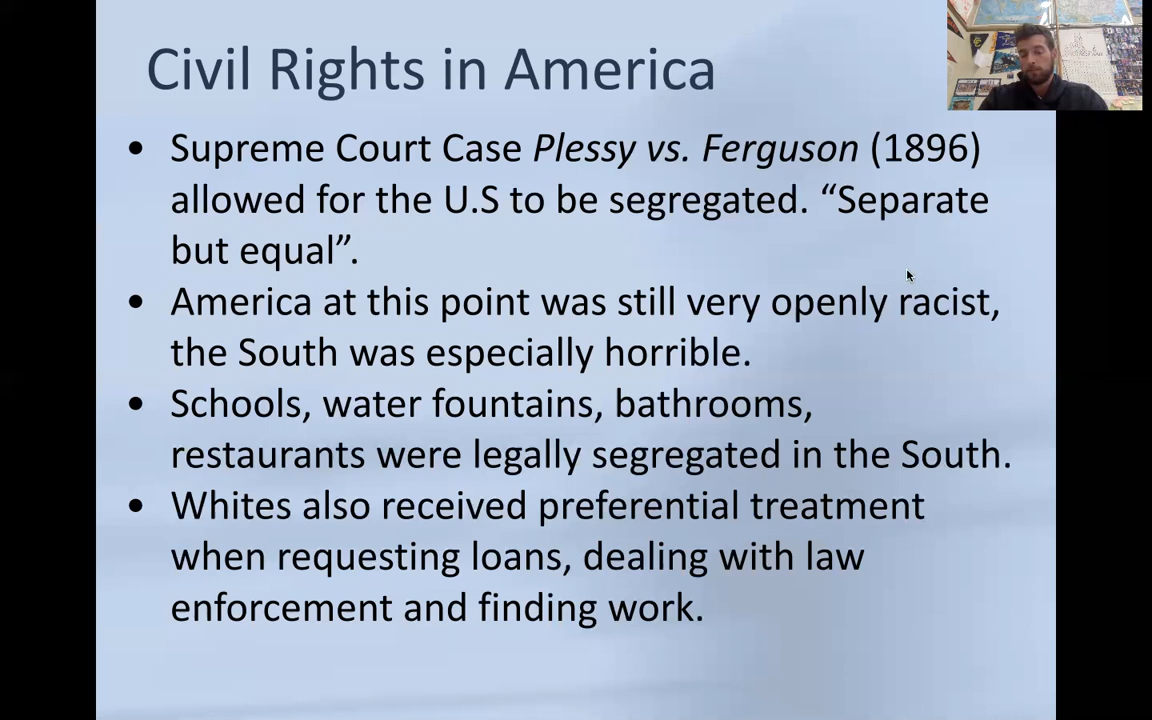 Civil Rights in America
• Supreme Court Case Plessy vs. Ferguson (1896)
allowed for the U.S to be segregated. “Separate
but equal”.
• America at this point was still very openly racist,
the South was especially horrible.
• Schools, water fountains, bathrooms,
restaurants were legally segregated in the South.
• Whites also received preferential treatment
when requesting loans, dealing with law
enforcement and finding work.